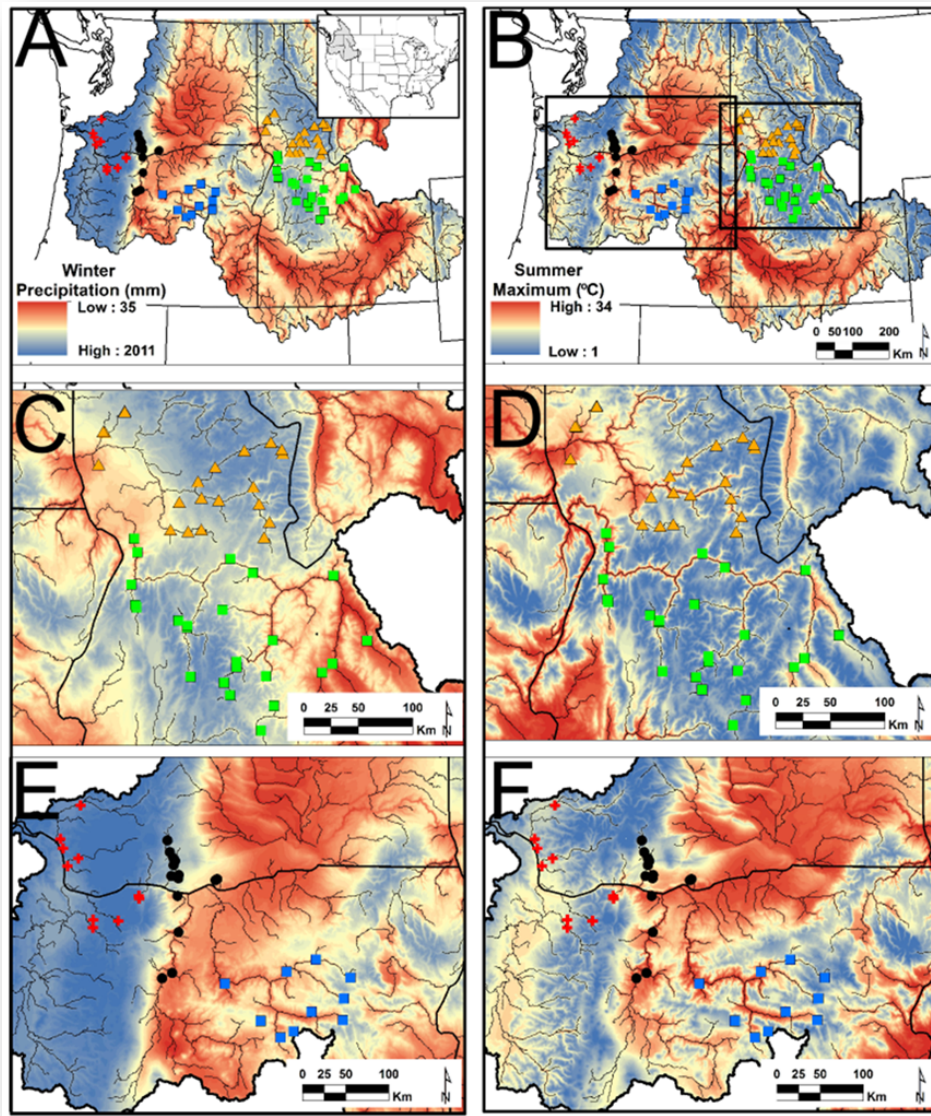 A
Winter
Precipitation (mm)
Low : 35
High : 2011
B
Summer
Maximum (ºC)
High : 34
Low : 1
0 50 100 200
Km N
C
0 25 50 100
Km N
D
0 25 50 100
Km N
E
0 25 50 100
Km N
F
0 25 50 100
Km N